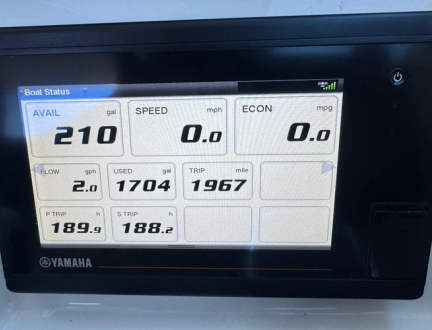 Boat Status
AVAIL gal SPEED mph ECON mpg
210 0.0 0.0
FLOW gph USED gal TRIP mile
2.0 1704 1967
P TRIP h S TRIP h
189.9 188.2
YAMAHA